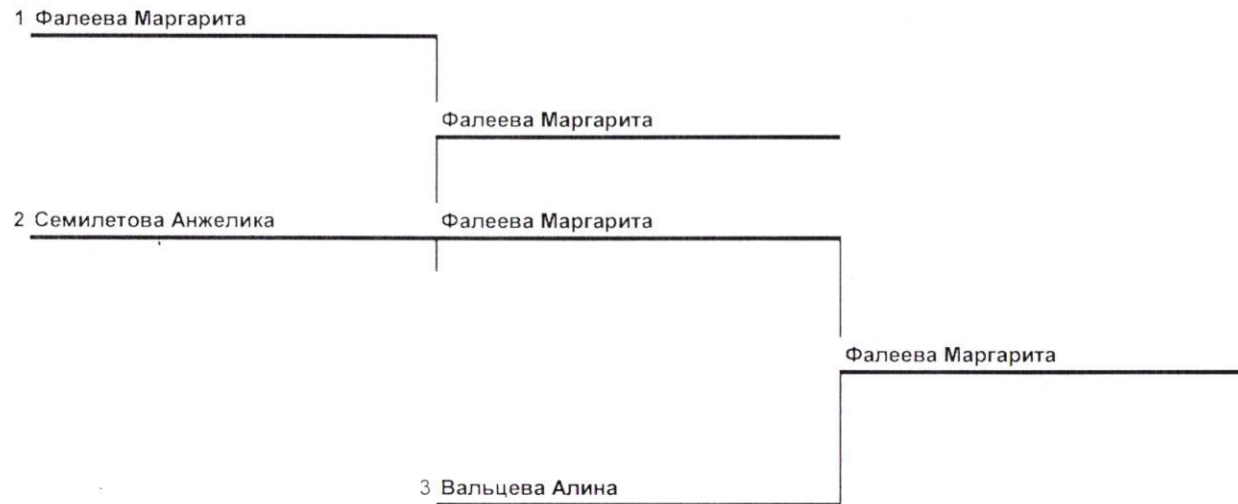 1 Фалеева Маргарита
Фалеева Маргарита
2 Семилетова Анжелика
Фалеева Маргарита
Фалеева Маргарита
3 Вальцева Алина